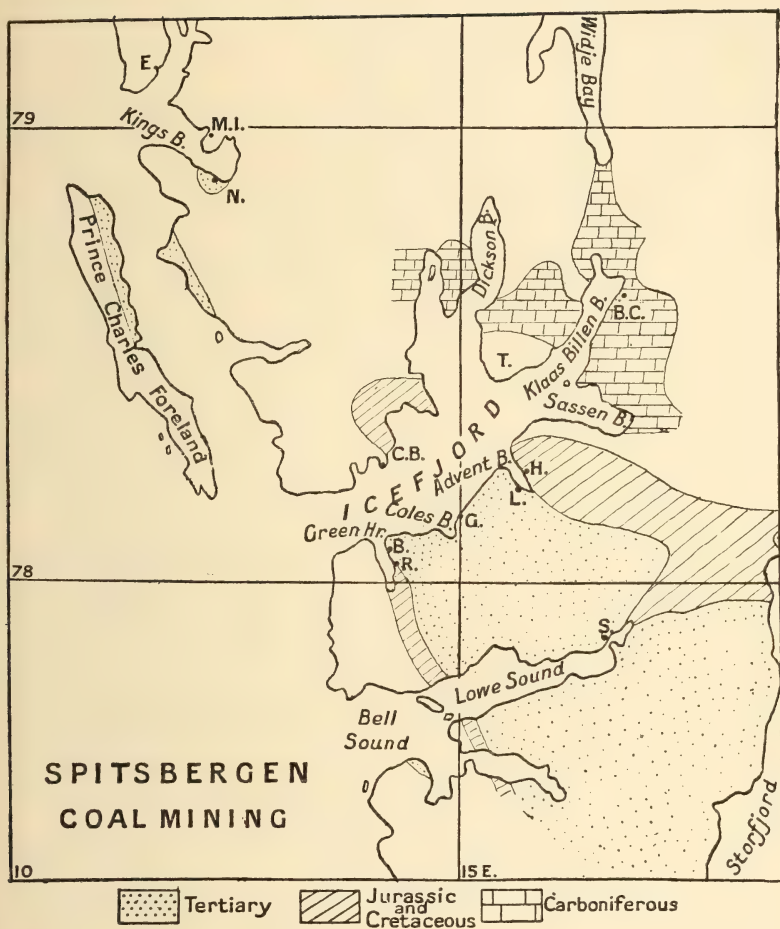 Widje Bay
E.
Kings B.
M.I.
79
N.
Prince Charles Foreland
Dickson B.
B.C.
Klaas Billen B.
T.
Sassen B.
C.B.
ICEFJORD
Advent B.
H.
L.
Coles B.
G.
Green Hr.
B.
R.
78
S.
Lowe Sound
Bell
Sound
SPITSBERGEN
COAL MINING
Storfjord
10
15 E.
Tertiary
Jurassic
and
Cretaceous
Carboniferous